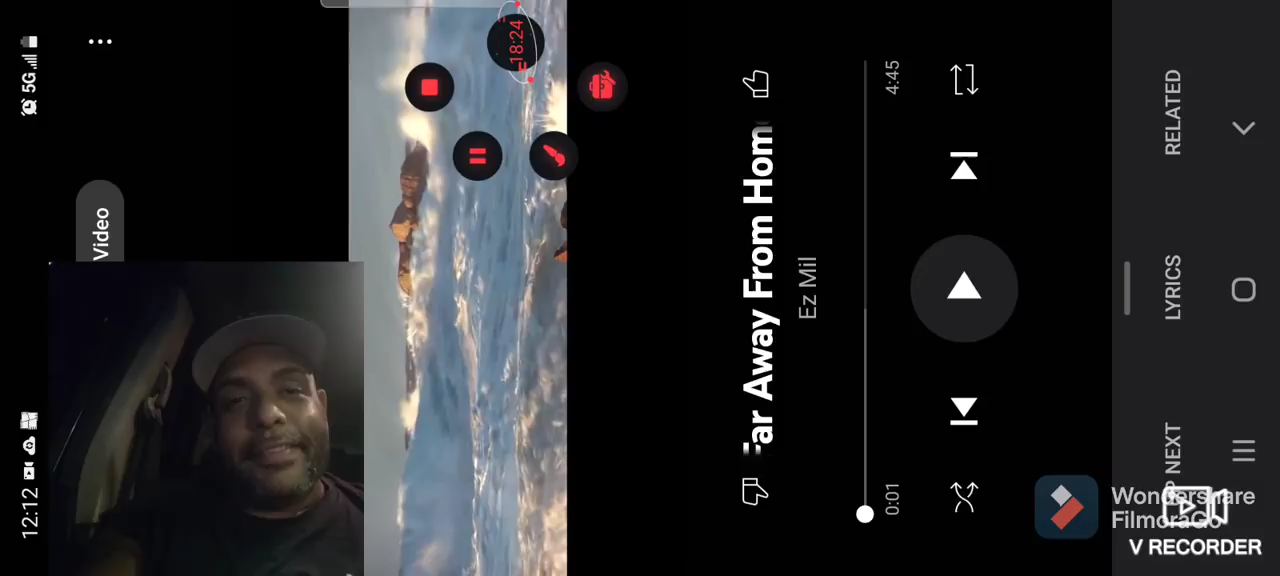 12:12
5G
Video
18:24
Far Away From Hom
Ez Mil
0:01
4:45
P NEXT
LYRICS
RELATED
Wondershare
FilmoraGo
V RECORDER